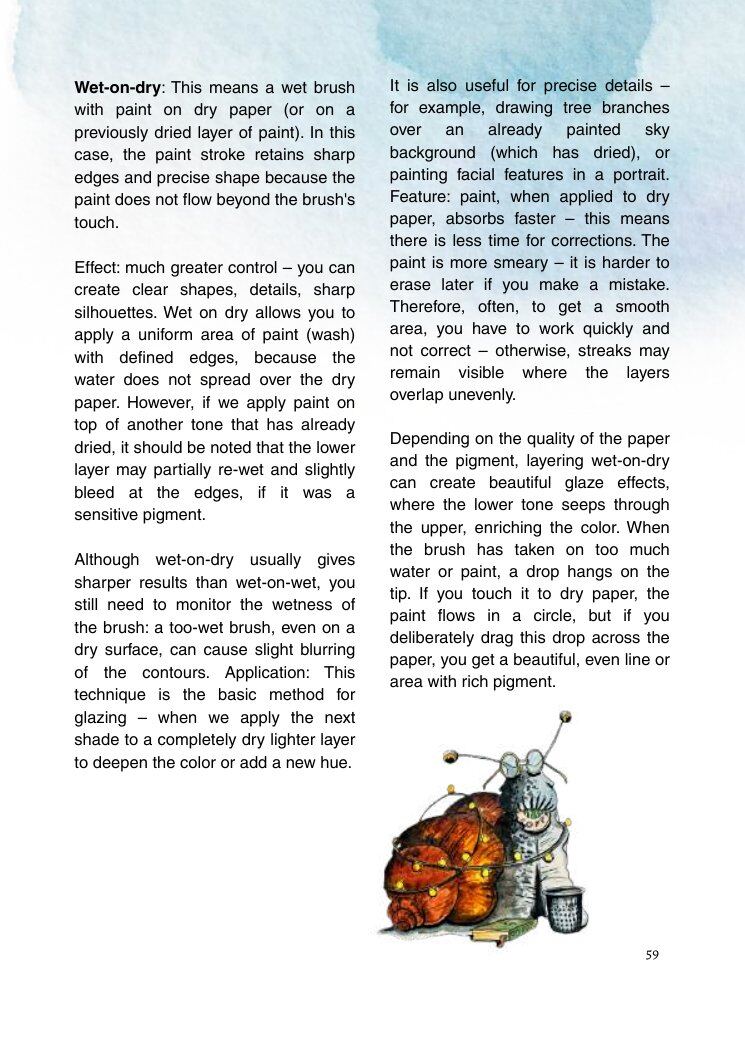 Wet-on-dry: This means a wet brush
with paint on dry paper (or on a
previously dried layer of paint). In this
case, the paint stroke retains sharp
edges and precise shape because the
paint does not flow beyond the brush's
touch.
Effect: much greater control – you can
create clear shapes, details, sharp
silhouettes. Wet on dry allows you to
apply a uniform area of paint (wash)
with defined edges, because the
water does not spread over the dry
paper. However, if we apply paint on
top of another tone that has already
dried, it should be noted that the lower
layer may partially re-wet and slightly
bleed at the edges, if it was a
sensitive pigment.
Although wet-on-dry usually gives
sharper results than wet-on-wet, you
still need to monitor the wetness of
the brush: a too-wet brush, even on a
dry surface, can cause slight blurring
of the contours. Application: This
technique is the basic method for
glazing – when we apply the next
shade to a completely dry lighter layer
to deepen the color or add a new hue.
It is also useful for precise details –
for example, drawing tree branches
over an already painted sky
background (which has dried), or
painting facial features in a portrait.
Feature: paint, when applied to dry
paper, absorbs faster – this means
there is less time for corrections. The
paint is more smeary – it is harder to
erase later if you make a mistake.
Therefore, often, to get a smooth
area, you have to work quickly and
not correct – otherwise, streaks may
remain visible where the layers
overlap unevenly.
Depending on the quality of the paper
and the pigment, layering wet-on-dry
can create beautiful glaze effects,
where the lower tone seeps through
the upper, enriching the color. When
the brush has taken on too much
water or paint, a drop hangs on the
tip. If you touch it to dry paper, the
paint flows in a circle, but if you
deliberately drag this drop across the
paper, you get a beautiful, even line or
area with rich pigment.
59